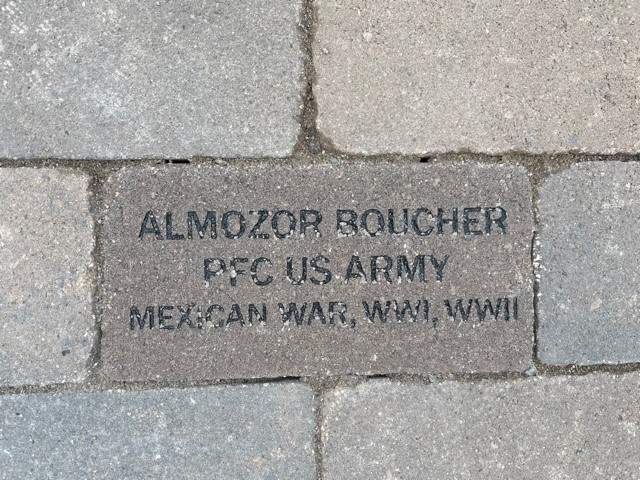 ALMOZOR BOUCHER
PFC US ARMY
MEXICAN WAR, WWI, WWII